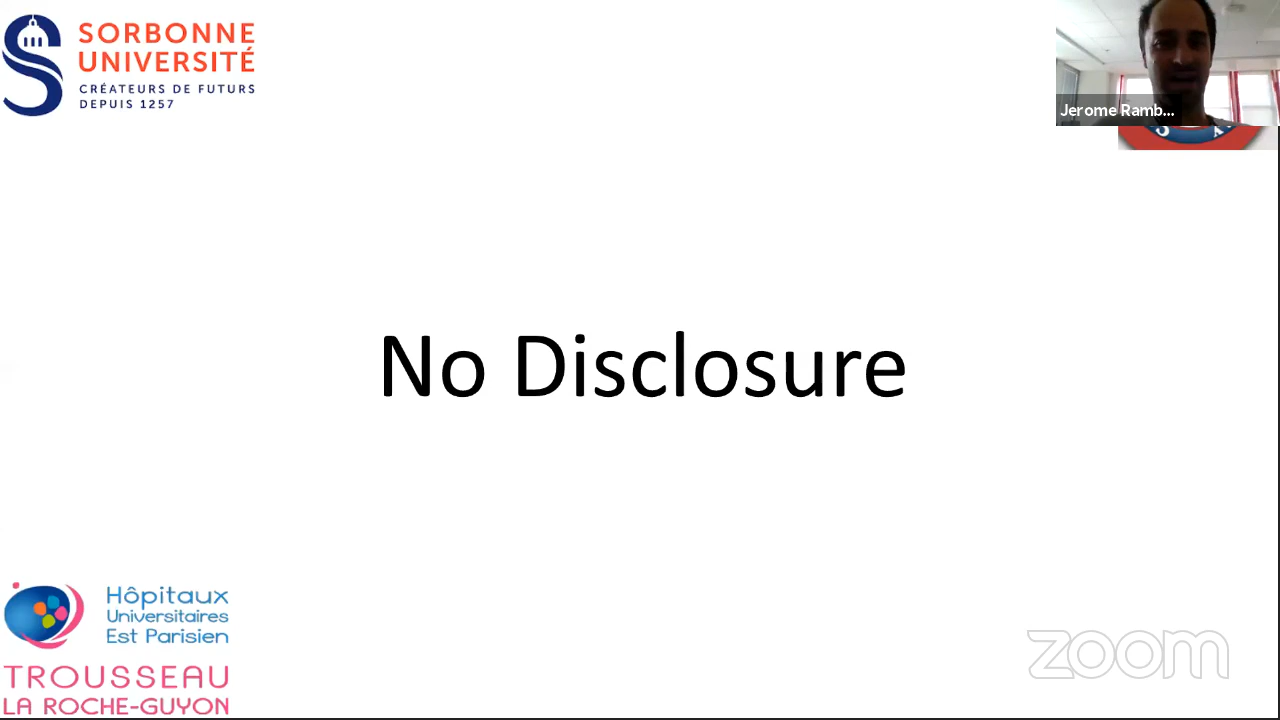 SORBONNE
UNIVERSITÉ
CRÉATEURS DE FUTURS
DEPUIS 1257
Jerome Ramb...
No Disclosure
Hôpitaux
Universitaires
Est Parisien
TROUSSEAU
LA ROCHE-GUYON
zoom